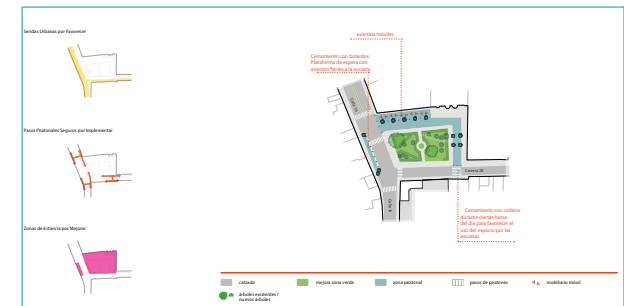 Sendas Urbanas por Favorecer
Pasos Peatonales Seguros por Implementar
Zonas de Estancia por Mejorar
asientos móviles
Cerramiento con bolardos.
Plataforma de espera con
asientos frente a la escuela
Carrera 20
Cerramiento con cadena
durante ciertas horas
del día para favorecer el
uso del espacio por las
escuelas
calzada
mejora zona verde
zona peatonal
pasos de peatones
mobiliario móvil
árboles existentes /
nuevos árboles